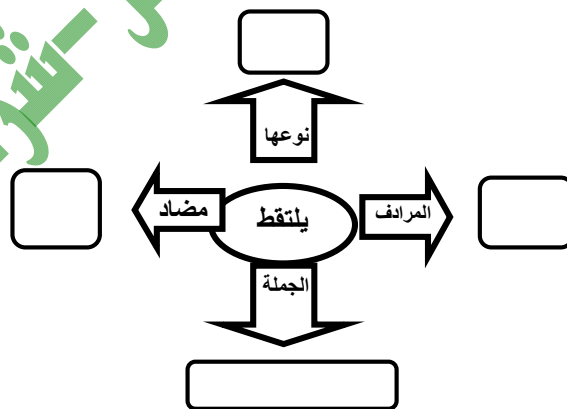 نوعها
المرادف
يلتقط
مضاد
الجملة